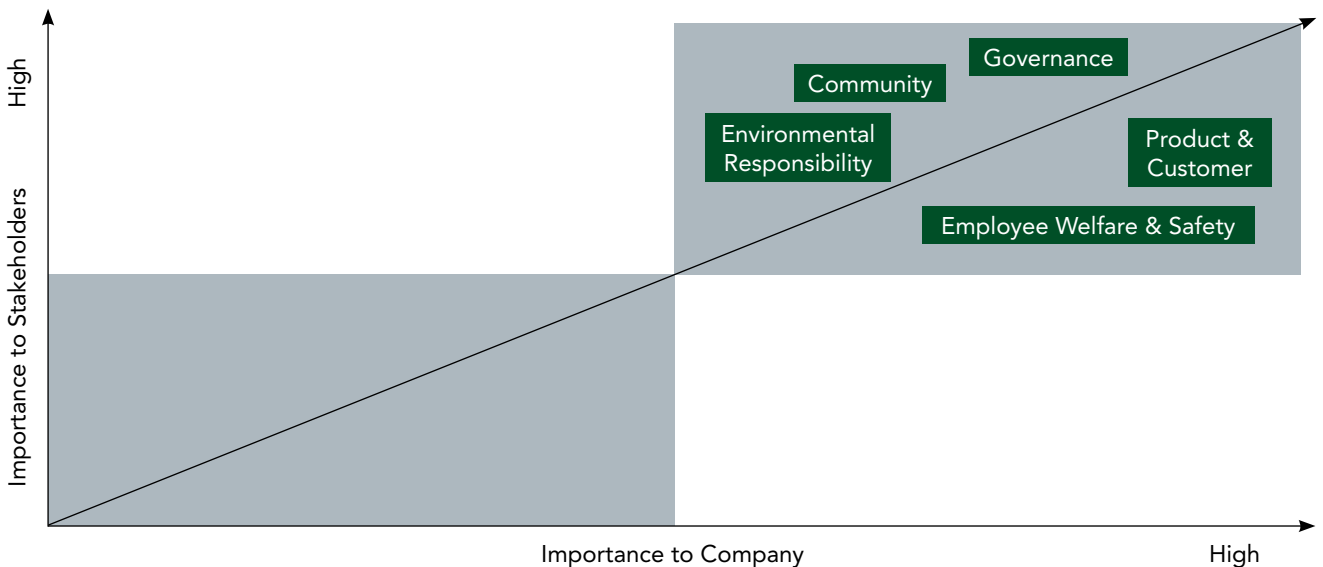 High
Importance to Stakeholders
Governance
Community
Environmental
Responsibility
Product &
Customer
Employee Welfare & Safety
Importance to Company
High